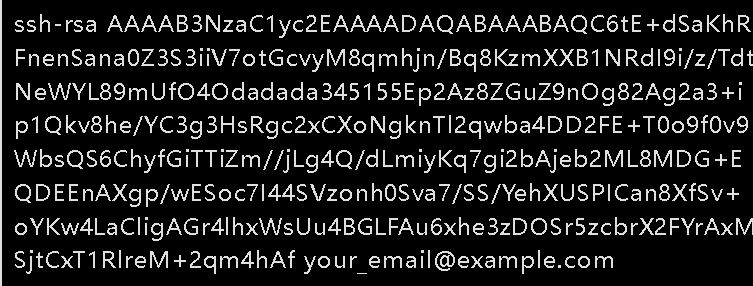 ssh-rsa AAAAB3NzaC1yc2EAAAADAQABAAABAQC6tE+dSaKhR
FnenSana0Z3S3iiV7otGcvyM8qmhjn/Bq8KzmXXB1NRdI9i/z/Tdt
NeWYL89mUfO4Odadada345155Ep2Az8ZGuZ9nOg82Ag2a3+i
p1Qkv8he/YC3g3HsRgc2xCXoNgknTl2qwba4DD2FE+T0o9f0v9
WbsQS6ChyfGiTTiZm//jLg4Q/dLmiyKq7gi2bAjeb2ML8MDG+E
QDEEnAXgp/wESoc7I44SVzonh0Sva7/SS/YehXUSPICan8XfSv+
oYKw4LaCligAGr4lhxWsUu4BGLFAu6xhe3zDOSr5zcbrX2FYrAxM
SjtCxT1RlreM+2qm4hAf your_email@example.com